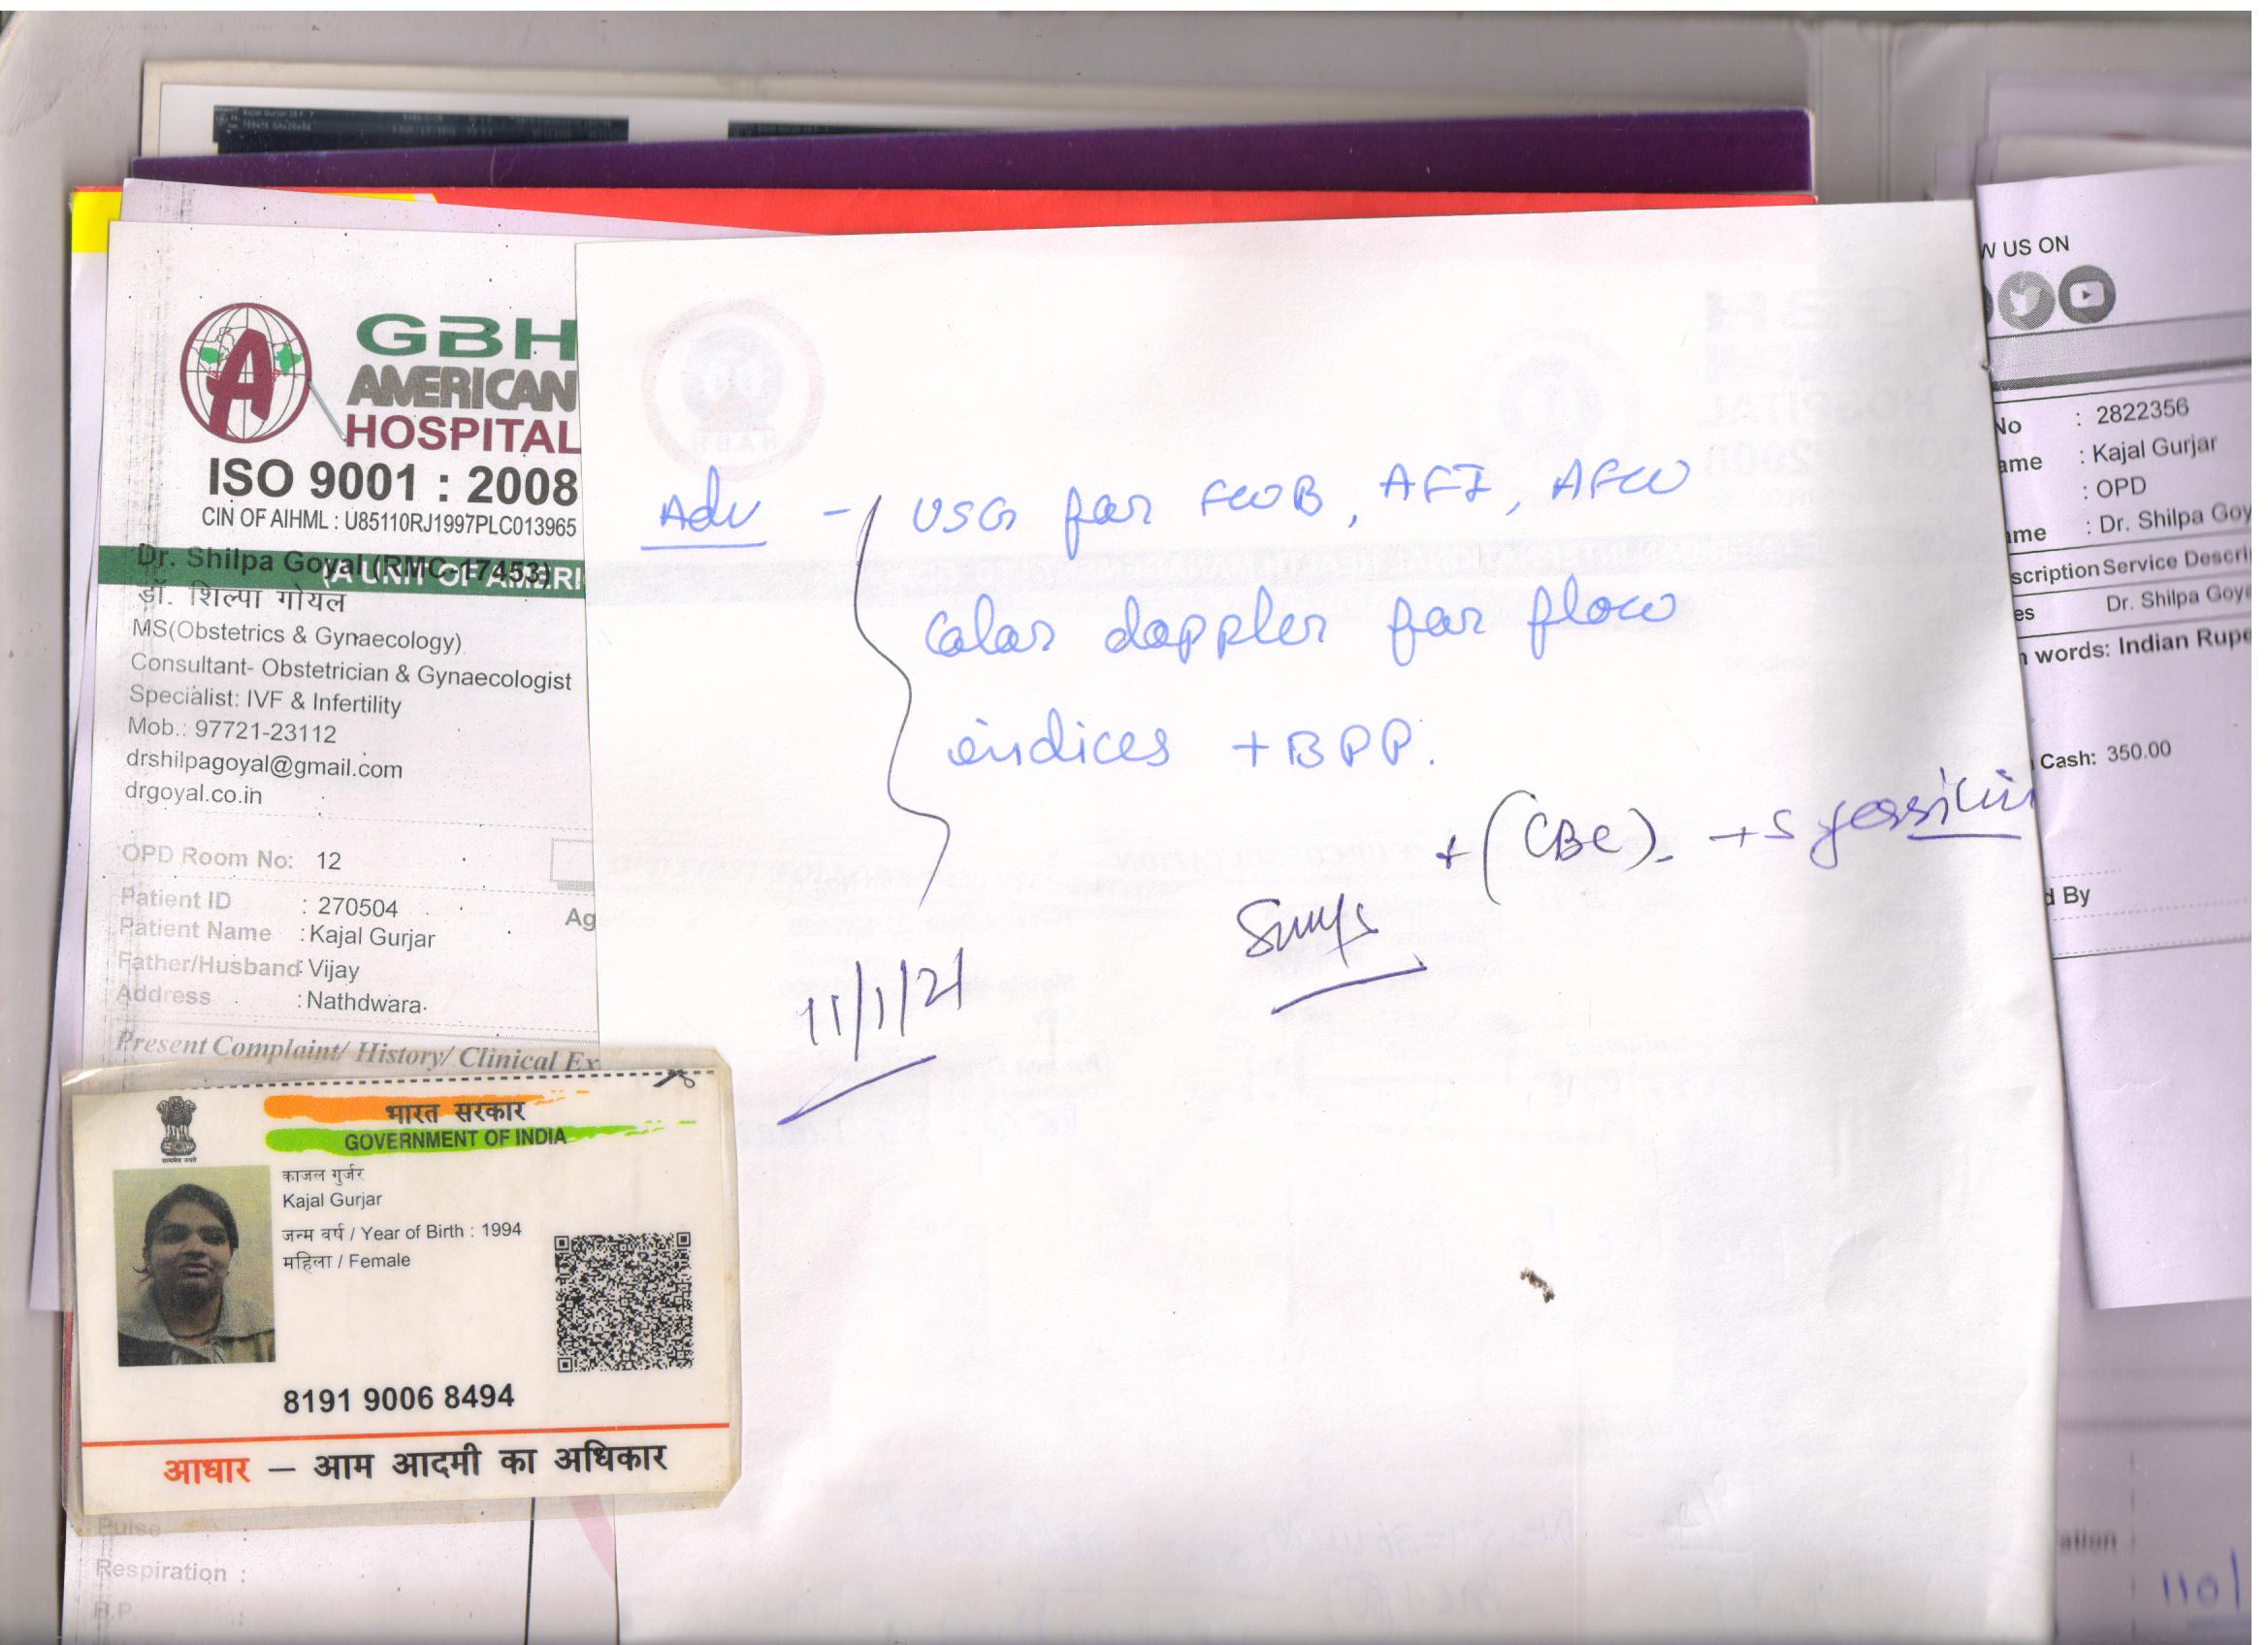 GBH
AMERICAN
HOSPITAL
ISO 9001 : 2008
CIN OF AIHML : U85110RJ1997PLC013965
Dr. Shilpa Goyal (RMC-17453)
(A UNIT OF AMERI
डॉ. शिल्पा गोयल
MS(Obstetrics & Gynaecology)
Consultant- Obstetrician & Gynaecologist
Specialist: IVF & Infertility
Mob.: 97721-23112
drshilpagoyal@gmail.com
drgoyal.co.in
OPD Room No: 12
Patient ID : 270504
Ag
Patient Name : Kajal Gurjar
Father/Husband : Vijay
Address : Nathdwara
Present Complaint/ History/ Clinical Ex
Adv - USG for FWB, AFI, AFW
Color doppler for flow
indices + BPP.
+ (CBC). + S
11/1/21
भारत सरकार
GOVERNMENT OF INDIA
काजल गुर्जर
Kajal Gurjar
जन्म वर्ष / Year of Birth : 1994
महिला / Female
8191 9006 8494
आधार – आम आदमी का अधिकार
Pulse :
Respiration :
B.P. :
W US ON
No : 2822356
ame : Kajal Gurjar
: OPD
ame : Dr. Shilpa Goy
scription Service Descri
es Dr. Shilpa Goya
n words: Indian Rupe
Cash: 350.00
d By